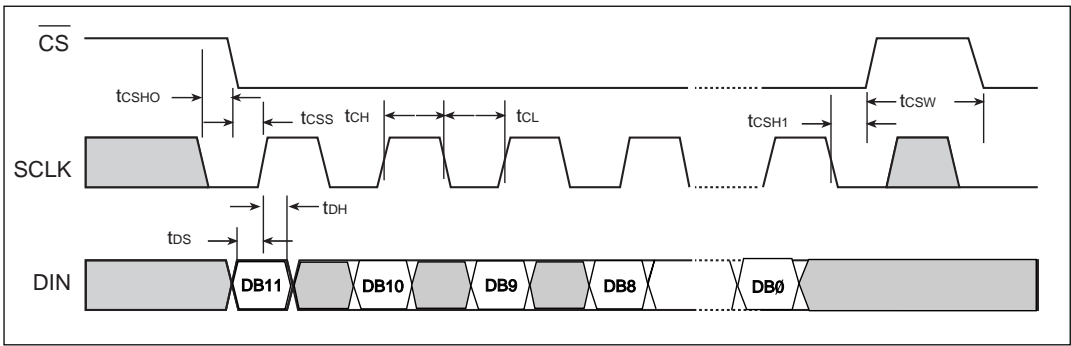 CS
tCSHO
tCSS
tCH
tCL
tCSH1
tCSW
SCLK
tDH
tDS
DIN
DB11
DB10
DB9
DB8
DBØ